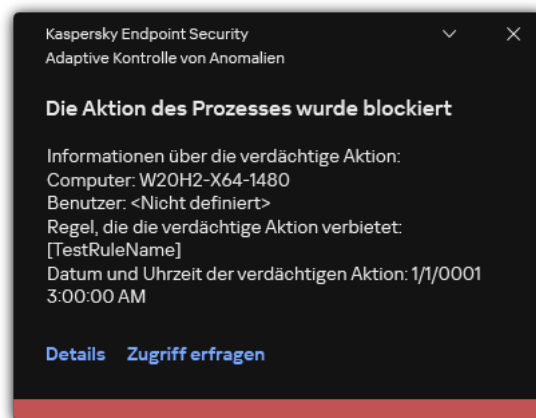 Kaspersky Endpoint Security
Adaptive Kontrolle von Anomalien
Die Aktion des Prozesses wurde blockiert
Informationen über die verdächtige Aktion:
Computer: W20H2-X64-1480
Benutzer: <Nicht definiert>
Regel, die die verdächtige Aktion verbietet:
[TestRuleName]
Datum und Uhrzeit der verdächtigen Aktion: 1/1/0001
3:00:00 AM
Details Zugriff erfragen